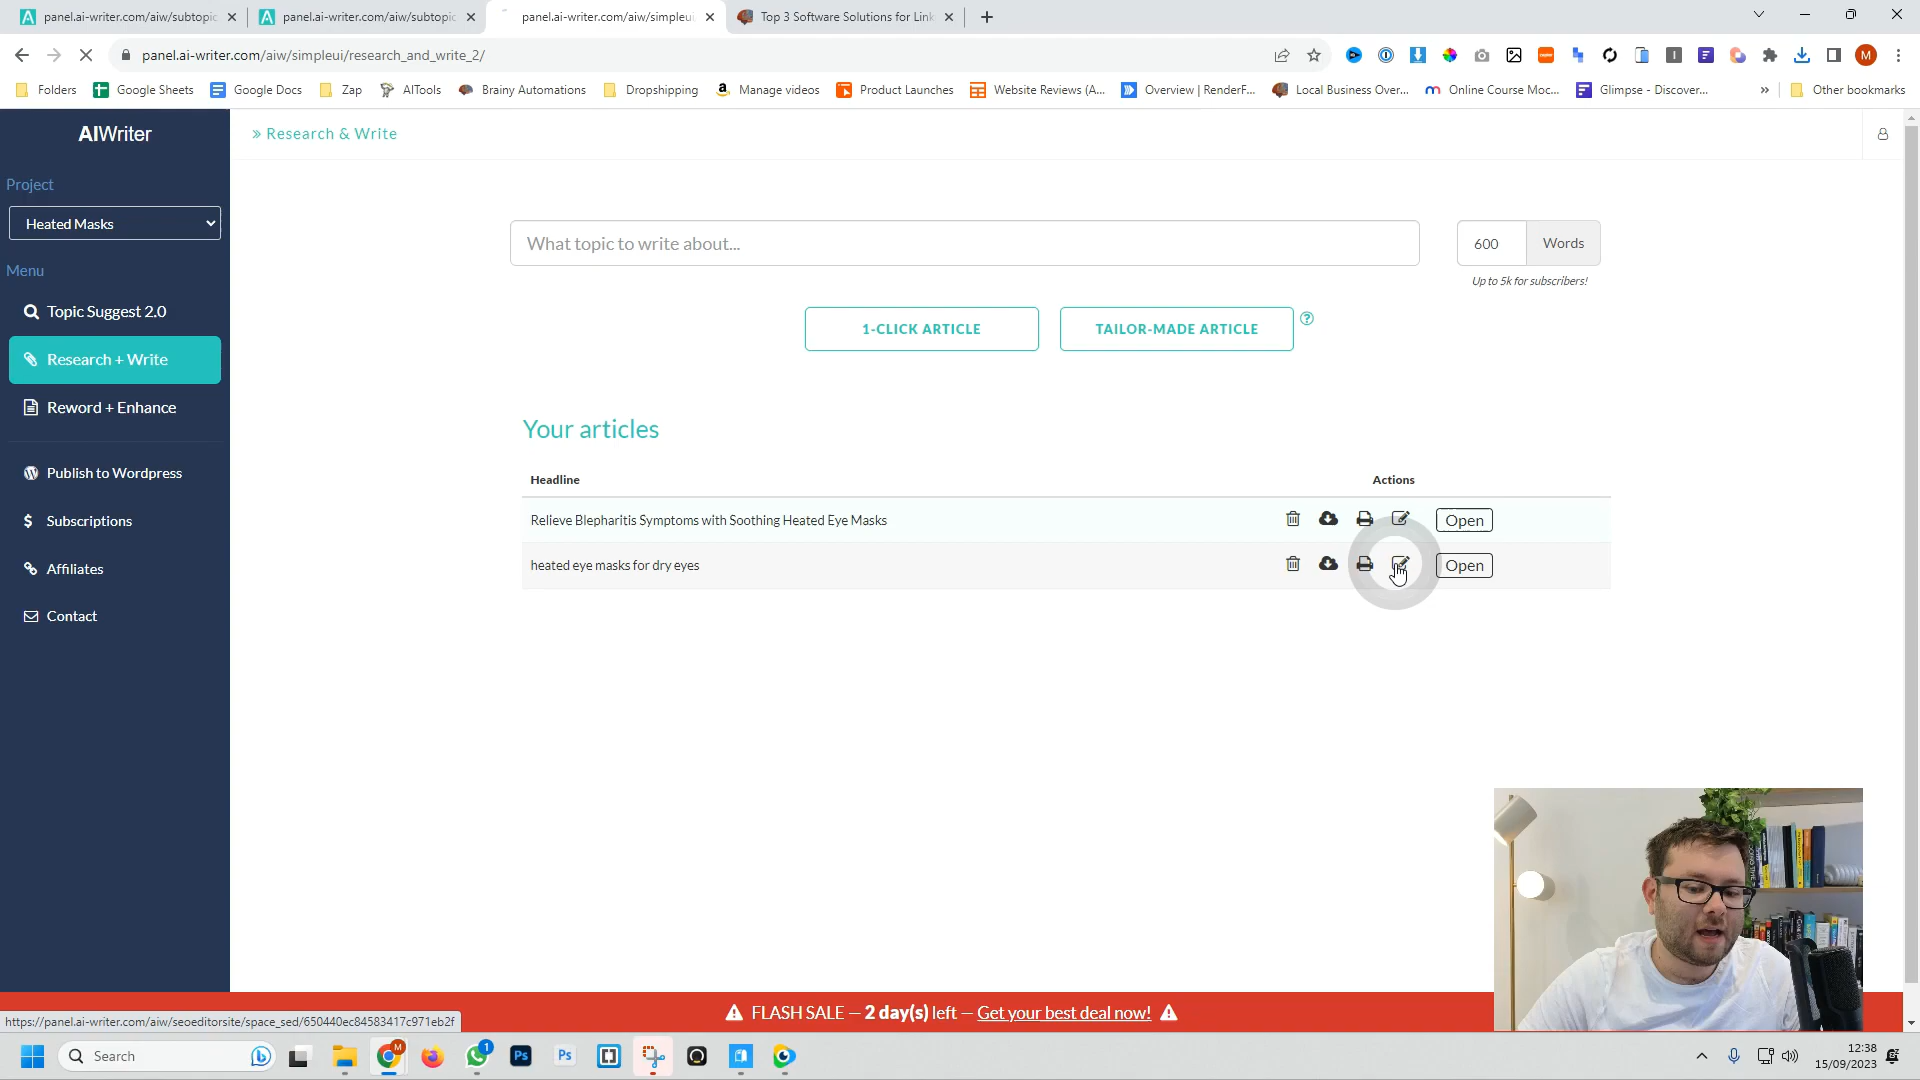 panel.ai-writer.com/aiw/subtopic
panel.ai-writer.com/aiw/subtopic
panel.ai-writer.com/aiw/simpleui
Top 3 Software Solutions for Link
panel.ai-writer.com/aiw/simpleui/research_and_write_2/
M
Folders
Google Sheets
Google Docs
Zap
AITools
Brainy Automations
Dropshipping
Manage videos
Product Launches
Website Reviews (A...
Overview | RenderF...
Local Business Over...
Online Course Moc...
Glimpse - Discover...
»
Other bookmarks
AIWriter
» Research & Write
Project
Heated Masks
What topic to write about...
600
Words
Up to 5k for subscribers!
Menu
Topic Suggest 2.0
Research + Write
Reword + Enhance
Publish to Wordpress
Subscriptions
Affiliates
Contact
1-CLICK ARTICLE
TAILOR-MADE ARTICLE
?
Your articles
Headline
Actions
Relieve Blepharitis Symptoms with Soothing Heated Eye Masks
Open
heated eye masks for dry eyes
Open
FLASH SALE — 2 day(s) left — Get your best deal now!
https://panel.ai-writer.com/aiw/seoeditorsite/space_sed/650440ec84583417c971eb2f
Search
M
1
Ps
Ps
12:38
15/09/2023